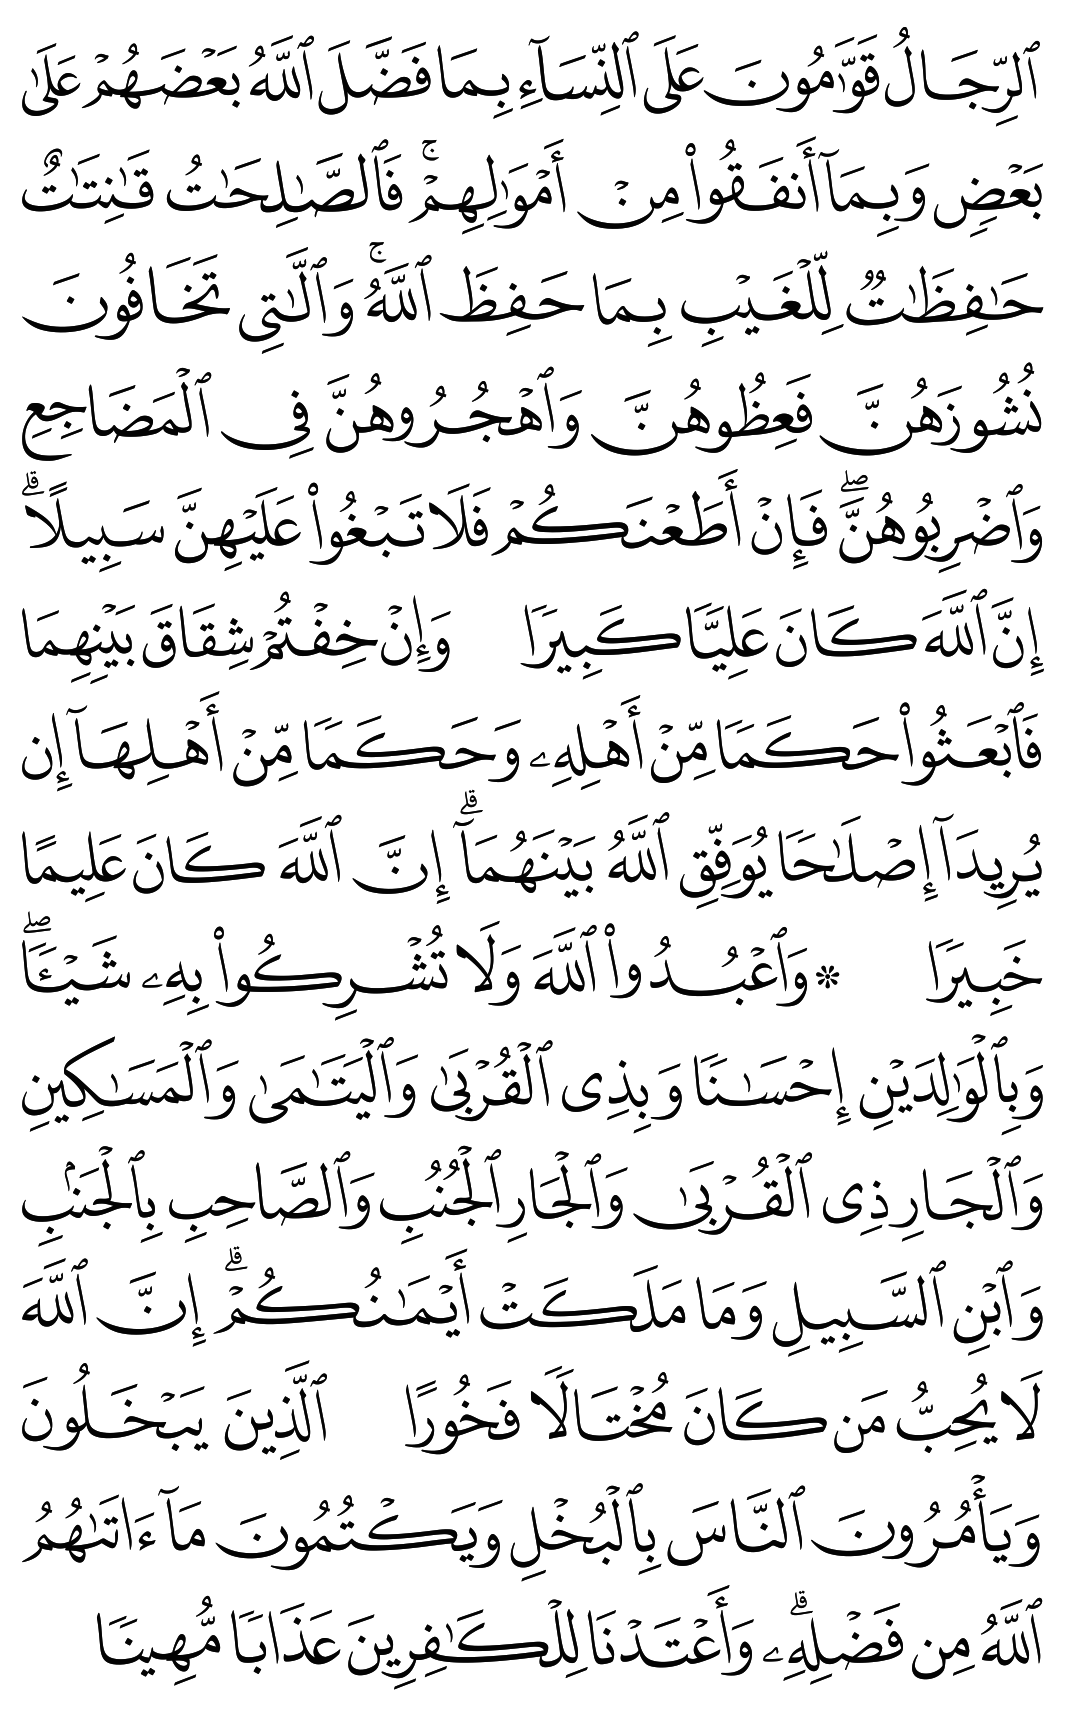 ٱلرِّجَالُ قَوَّٰمُونَ عَلَى ٱلنِّسَآءِ بِمَا فَضَّلَ ٱللَّهُ بَعْضَهُمْ عَلَىٰ
بَعْضٍ وَبِمَآ أَنفَقُوا۟ مِنْ أَمْوَٰلِهِمْ ۚ فَٱلصَّٰلِحَٰتُ قَٰنِتَٰتٌ
حَٰفِظَٰتٌ لِّلْغَيْبِ بِمَا حَفِظَ ٱللَّهُ ۚ وَٱلَّٰتِى تَخَافُونَ
نُشُوزَهُنَّ فَعِظُوهُنَّ وَٱهْجُرُوهُنَّ فِى ٱلْمَضَاجِعِ
وَٱضْرِبُوهُنَّ ۖ فَإِنْ أَطَعْنَكُمْ فَلَا تَبْغُوا۟ عَلَيْهِنَّ سَبِيلًا ۗ
إِنَّ ٱللَّهَ كَانَ عَلِيًّا كَبِيرًا وَإِنْ خِفْتُمْ شِقَاقَ بَيْنِهِمَا
فَٱبْعَثُوا۟ حَكَمًا مِّنْ أَهْلِهِۦ وَحَكَمًا مِّنْ أَهْلِهَآ إِن
يُرِيدَآ إِصْلَٰحًا يُوَفِّقِ ٱللَّهُ بَيْنَهُمَآ ۗ إِنَّ ٱللَّهَ كَانَ عَلِيمًا
خَبِيرًا * وَٱعْبُدُوا۟ ٱللَّهَ وَلَا تُشْرِكُوا۟ بِهِۦ شَيْـًٔا ۖ
وَبِٱلْوَٰلِدَيْنِ إِحْسَٰنًا وَبِذِى ٱلْقُرْبَىٰ وَٱلْيَتَٰمَىٰ وَٱلْمَسَٰكِينِ
وَٱلْجَارِ ذِى ٱلْقُرْبَىٰ وَٱلْجَارِ ٱلْجُنُبِ وَٱلصَّاحِبِ بِٱلْجَنۢبِ
وَٱبْنِ ٱلسَّبِيلِ وَمَا مَلَكَتْ أَيْمَٰنُكُمْ ۗ إِنَّ ٱللَّهَ
لَا يُحِبُّ مَن كَانَ مُخْتَالًا فَخُورًا ٱلَّذِينَ يَبْخَلُونَ
وَيَأْمُرُونَ ٱلنَّاسَ بِٱلْبُخْلِ وَيَكْتُمُونَ مَآ ءَاتَىٰهُمُ
ٱللَّهُ مِن فَضْلِهِۦ ۗ وَأَعْتَدْنَا لِلْكَٰفِرِينَ عَذَابًا مُّهِينًا